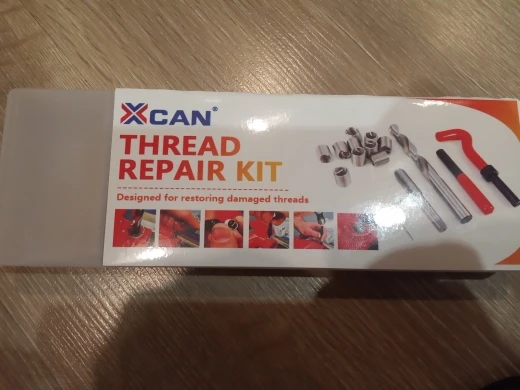 XCAN®
THREAD
REPAIR KIT
Designed for restoring damaged threads